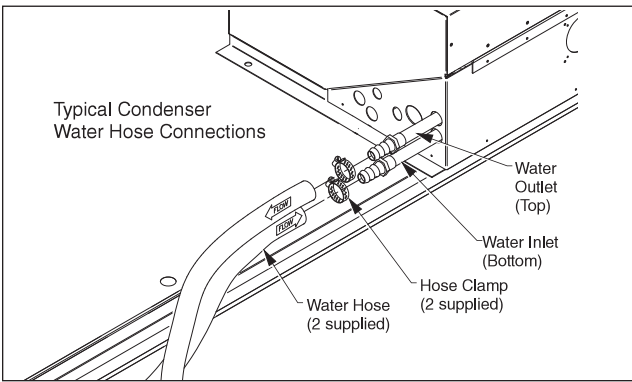 Typical Condenser
Water Hose Connections
Water
Outlet
(Top)
Water Inlet
(Bottom)
FLOW
FLOW
Hose Clamp
(2 supplied)
Water Hose
(2 supplied)